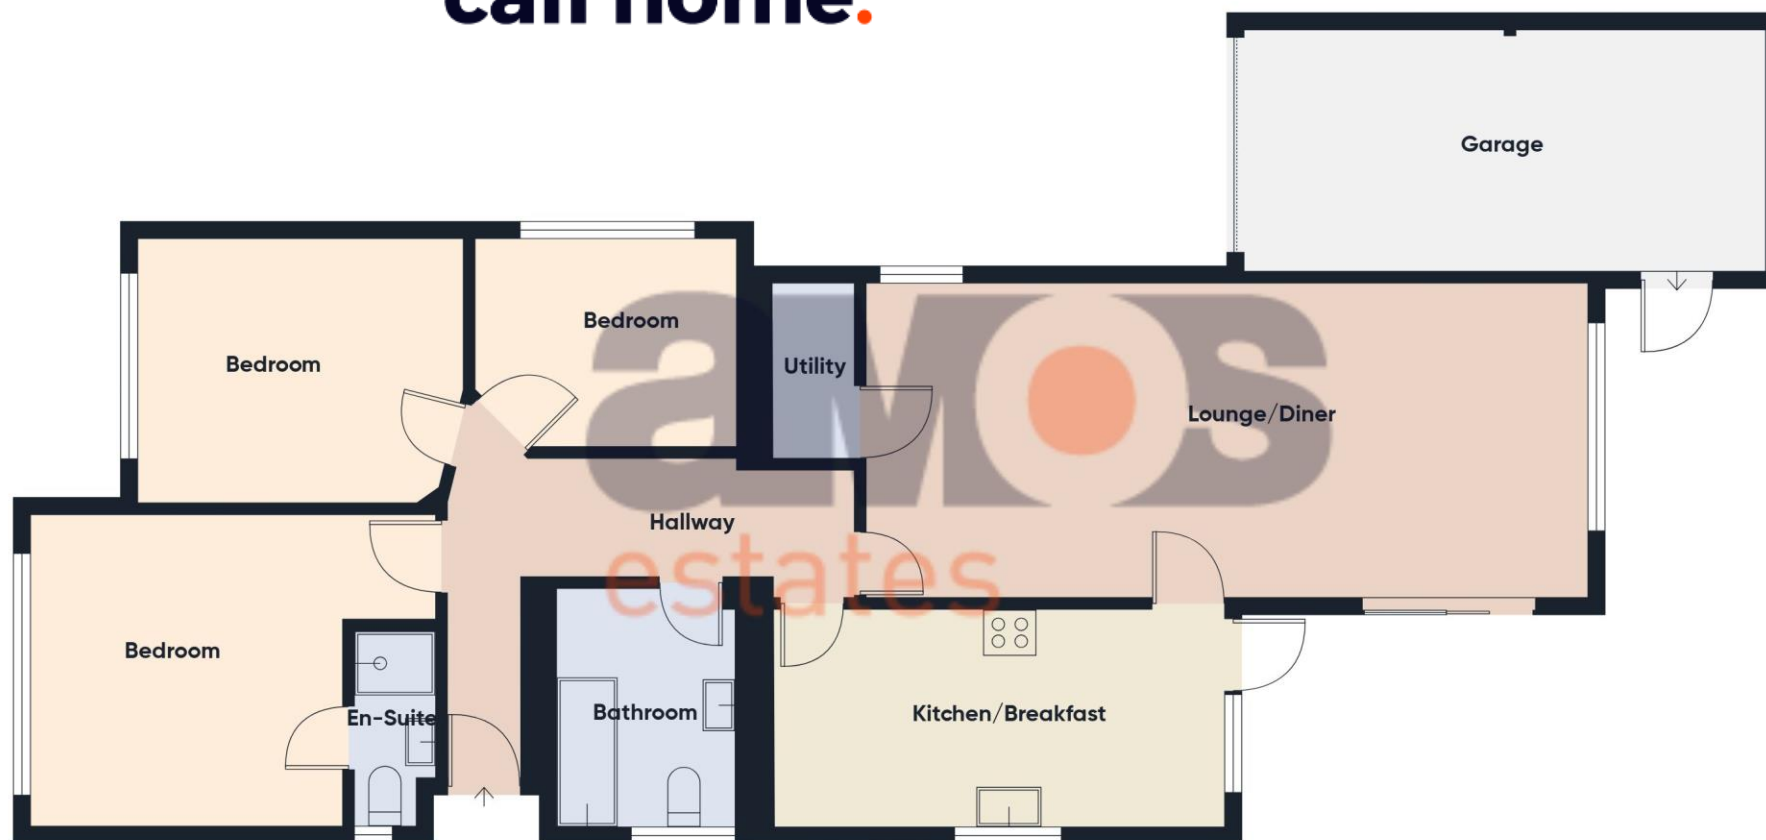 call home.
Garage
Bedroom
Bedroom
Utility
Lounge/Diner
Hallway
Bedroom
En-Suite
Bathroom
Kitchen/Breakfast
aMOS
estates